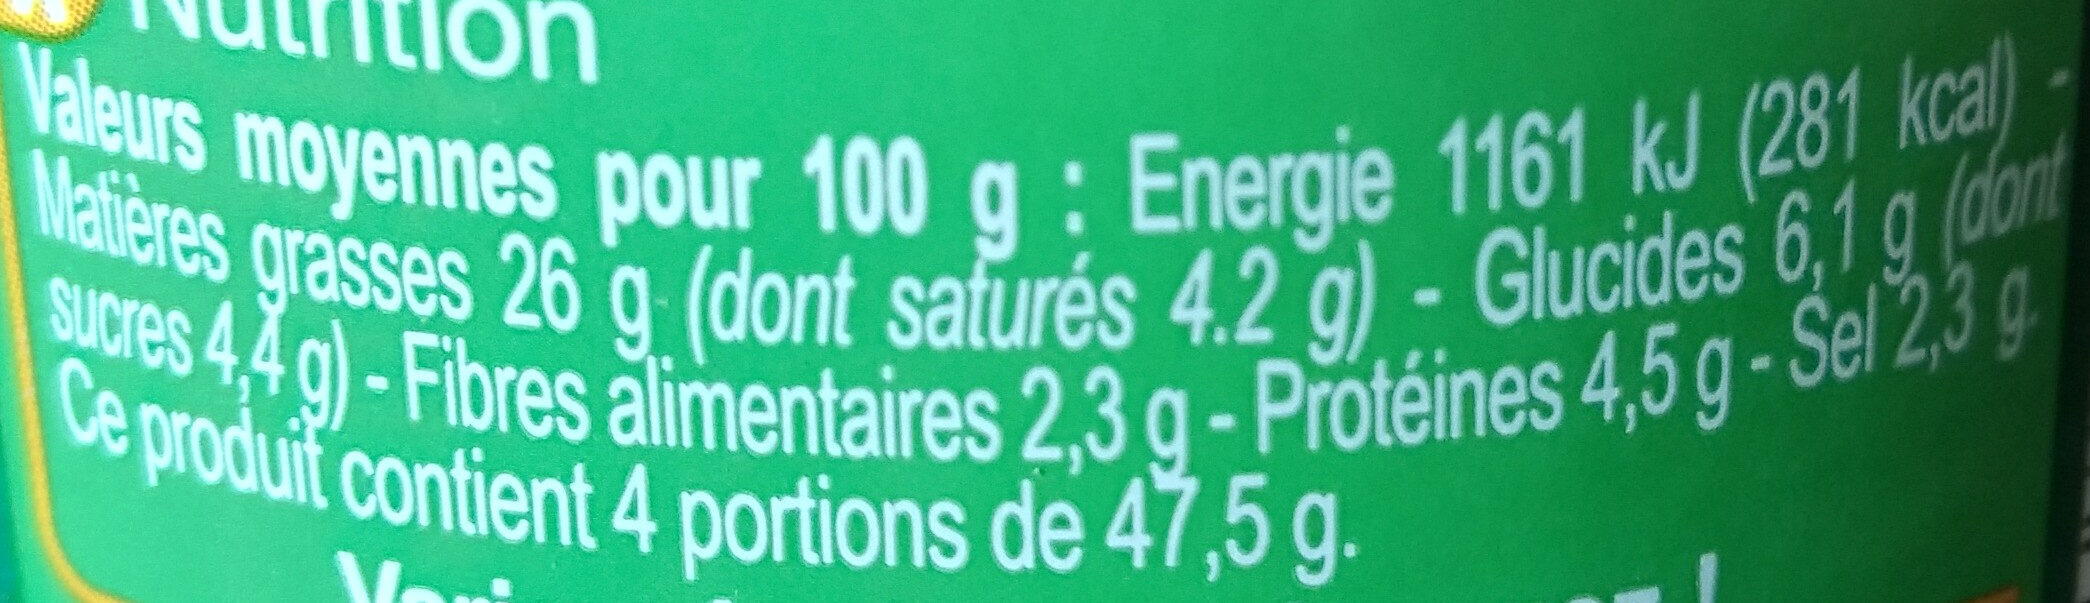 Nutrition
Valeurs moyennes pour 100 g : Energie 1161 kJ (281 kcal) -
Matières grasses 26 g (dont saturés 4.2 g) - Glucides 6,1 g (dont
sucres 4,4 g) - Fibres alimentaires 2,3 g - Protéines 4,5 g - Sel 2,3 g.
Ce produit contient 4 portions de 47,5 g.